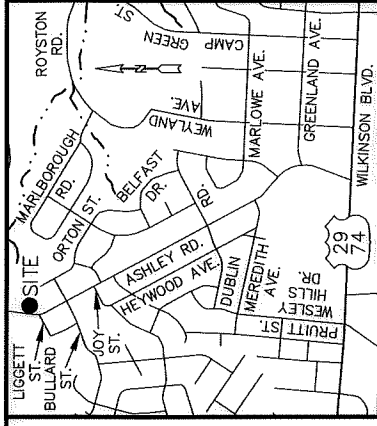 ROYSTON
RD.
CAMP
GREEN
ST.
MARLBOROUGH
RD.
WEYLAND
AVE.
MARLOWE AVE.
GREENLAND AVE.
WILKINSON BLVD.
ORTON ST.
BELFAST
DR.
SITE
LIGGETT
ST.
BULLARD
ST.
JOY
ST.
ASHLEY RD.
HEYWOOD AVE.
DUBLIN
RD.
MEREDITH
AVE.
WESLEY
HILLS
DR.
PRUITT ST.
29
74